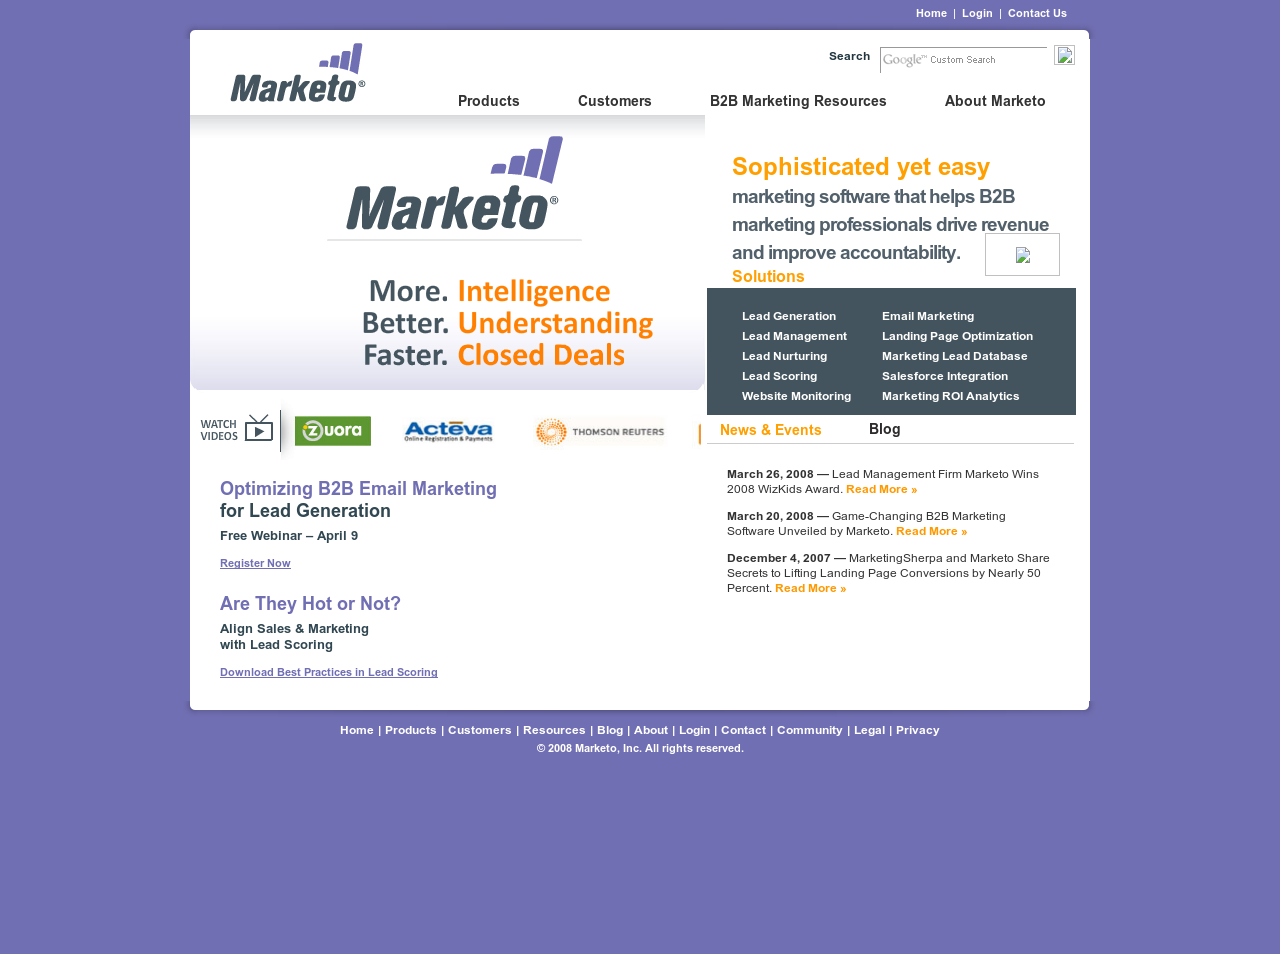 Home | Login | Contact Us
Marketo®
Search
Google™ Custom Search
Products
Customers
B2B Marketing Resources
About Marketo
Marketo®
More. Intelligence
Better. Understanding
Faster. Closed Deals
Sophisticated yet easy
marketing software that helps B2B
marketing professionals drive revenue
and improve accountability.
Solutions
Lead Generation
Lead Management
Lead Nurturing
Lead Scoring
Website Monitoring
Email Marketing
Landing Page Optimization
Marketing Lead Database
Salesforce Integration
Marketing ROI Analytics
WATCH
VIDEOS
zuora
Acteva
Online Registration & Payments
THOMSON REUTERS
Optimizing B2B Email Marketing
for Lead Generation
Free Webinar – April 9
Register Now
Are They Hot or Not?
Align Sales & Marketing
with Lead Scoring
Download Best Practices in Lead Scoring
News & Events
Blog
March 26, 2008 — Lead Management Firm Marketo Wins
2008 WizKids Award. Read More »
March 20, 2008 — Game-Changing B2B Marketing
Software Unveiled by Marketo. Read More »
December 4, 2007 — MarketingSherpa and Marketo Share
Secrets to Lifting Landing Page Conversions by Nearly 50
Percent. Read More »
Home | Products | Customers | Resources | Blog | About | Login | Contact | Community | Legal | Privacy
© 2008 Marketo, Inc. All rights reserved.